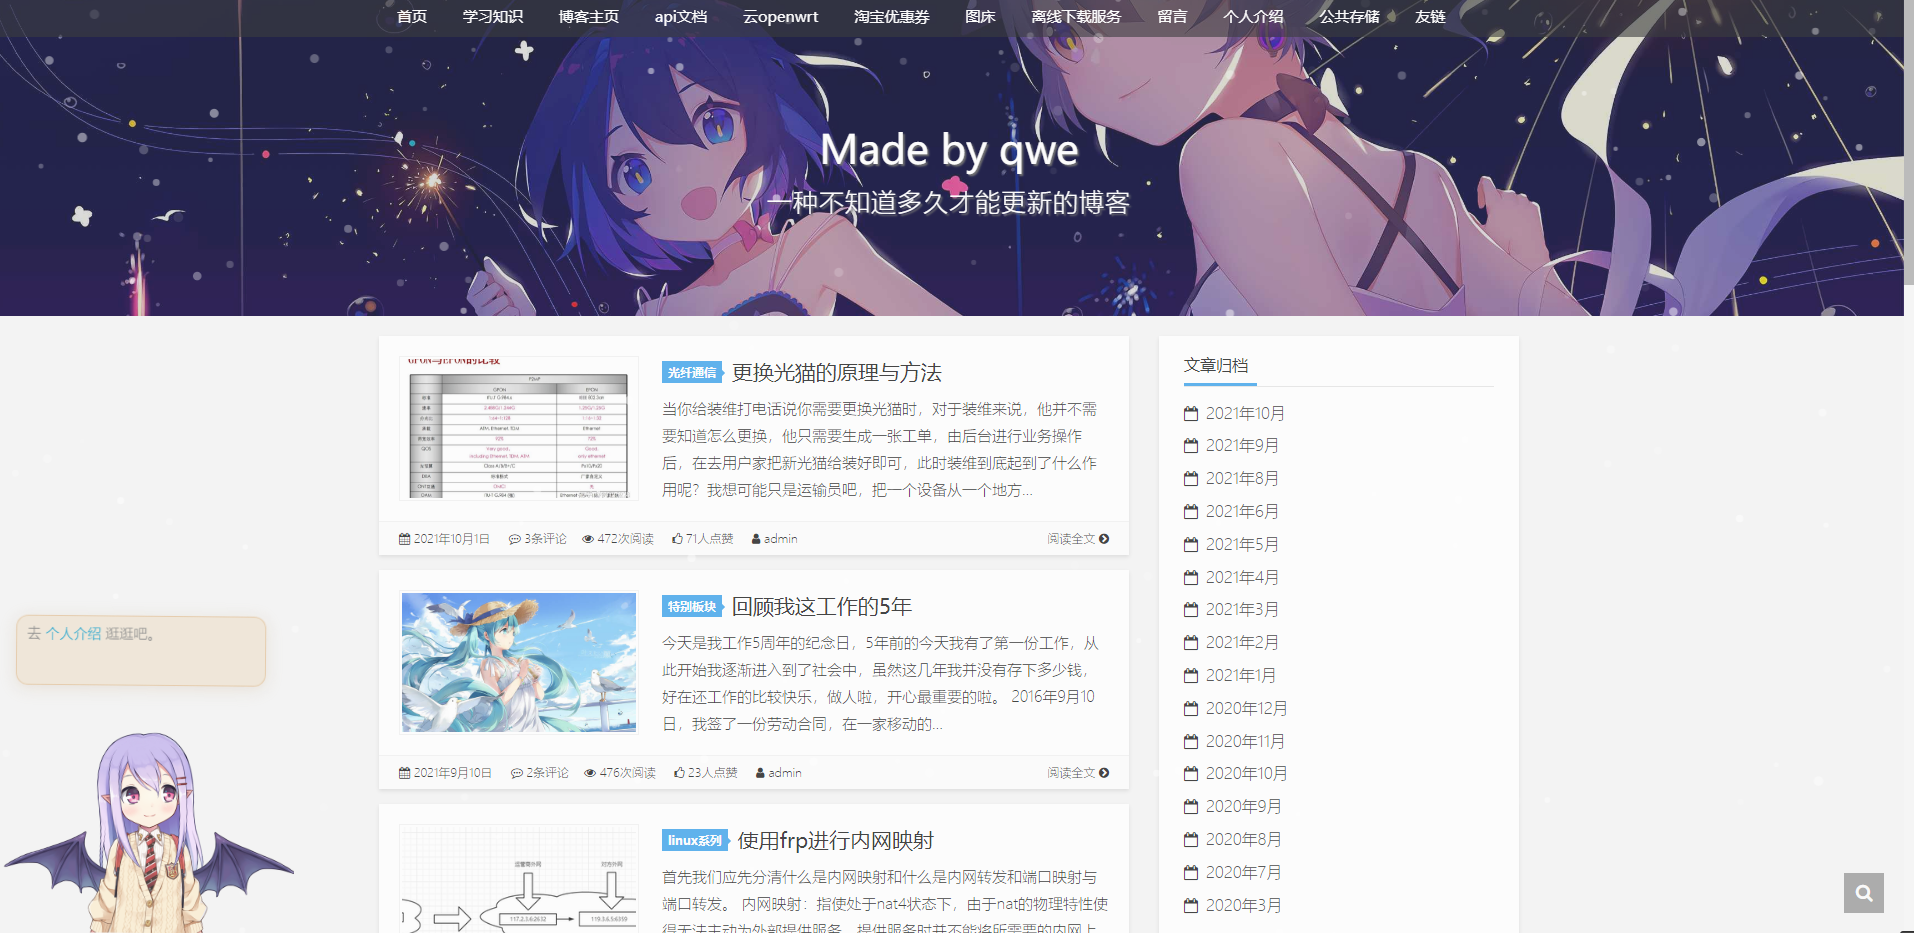 首页 学习知识 博客主页 api文档 云openwrt 淘宝优惠券 图床 离线下载服务 留言 个人介绍 公共存储 友链
Made by qwe
一种不知道多久才能更新的博客
光纤通信 更换光猫的原理与方法
当你给装维打电话说你需要更换光猫时，对于装维来说，他并不需
要知道怎么更换，他只需要生成一张工单，由后台进行业务操作
后，在去用户家把新光猫给装好即可，此时装维到底起到了什么作
用呢？我想可能只是运输员吧，把一个设备从一个地方...
2021年10月1日 3条评论 472次阅读 71人点赞 admin 阅读全文
特别板块 回顾我这工作的5年
今天是我工作5周年的纪念日，5年前的今天我有了第一份工作，从
此开始我逐渐进入到了社会中，虽然这几年我并没有存下多少钱，
好在还工作的比较快乐，做人啦，开心最重要的啦。 2016年9月10
日，我签了一份劳动合同，在一家移动的...
2021年9月10日 2条评论 476次阅读 23人点赞 admin 阅读全文
linux系列 使用frp进行内网映射
首先我们应先分清什么是内网映射和什么是内网转发和端口映射与
端口转发。 内网映射：指使处于nat4状态下，由于nat的物理特性使
得无法主动为外部提供服务，提供服务时并不能将所需要的内网上
文章归档
2021年10月
2021年9月
2021年8月
2021年6月
2021年5月
2021年4月
2021年3月
2021年2月
2021年1月
2020年12月
2020年11月
2020年10月
2020年9月
2020年8月
2020年7月
2020年3月
去 个人介绍 逛逛吧。